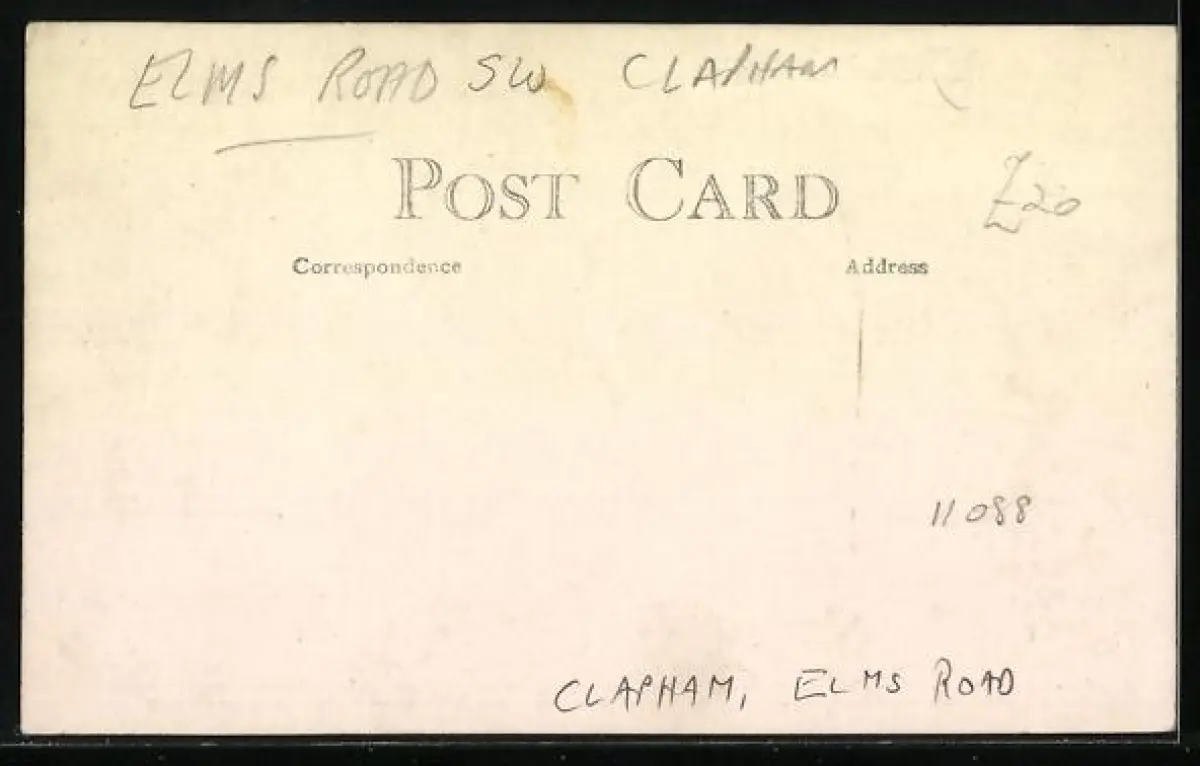 ELMS ROAD SW CLAPHAM
POST CARD
£20
Correspondence Address
11088
CLAPHAM, ELMS ROAD